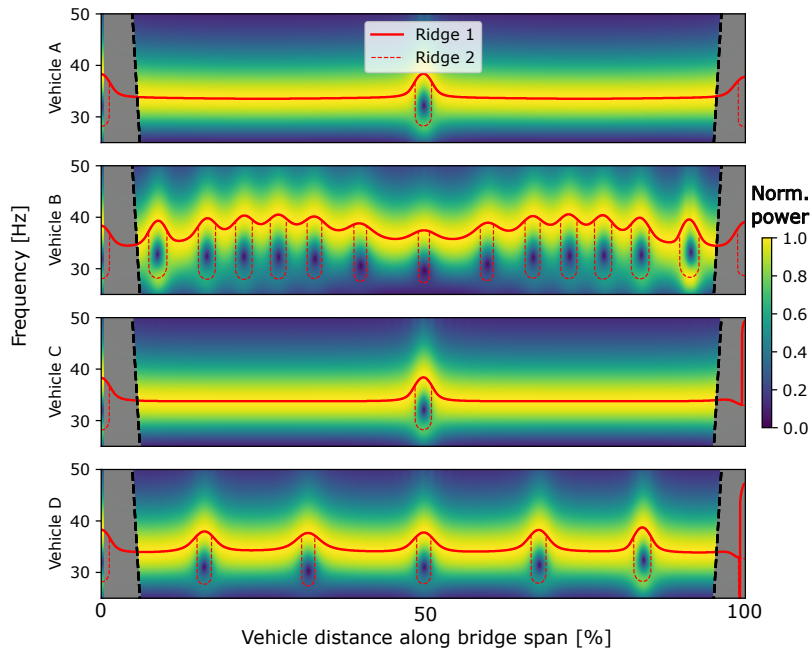 50
40
30
Vehicle A
Ridge 1
Ridge 2
50
40
30
Vehicle B
Norm.
power
1.0
0.8
0.6
0.4
0.2
0.0
Frequency [Hz]
50
40
30
Vehicle C
50
40
30
Vehicle D
0
50
100
Vehicle distance along bridge span [%]